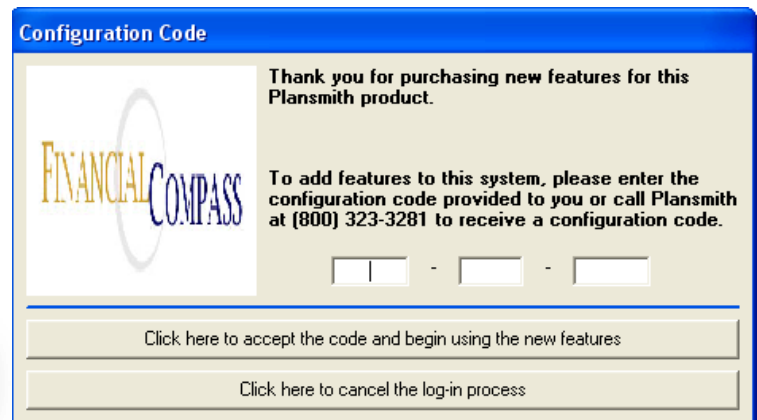 Configuration Code
Thank you for purchasing new features for this
Plansmith product.
FINANCIAL COMPASS
To add features to this system, please enter the
configuration code provided to you or call Plansmith
at (800) 323-3281 to receive a configuration code.
- -
Click here to accept the code and begin using the new features
Click here to cancel the log-in process